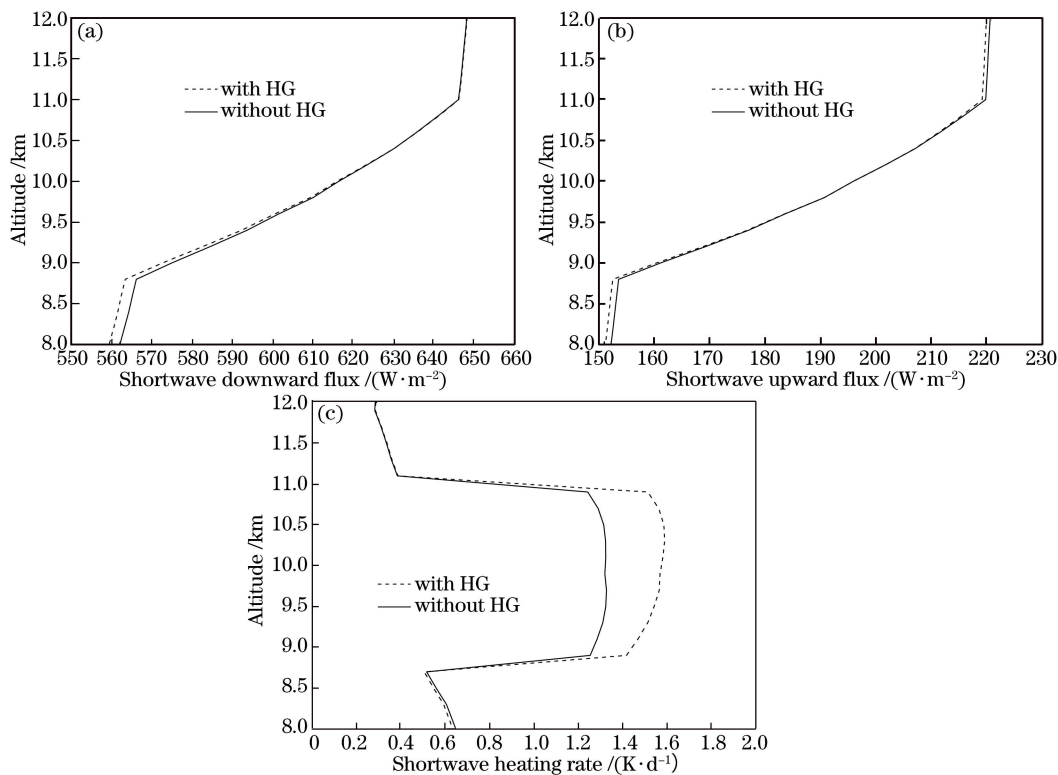 (a)
12.0
11.5
11.0
10.5
10.0
9.5
9.0
8.5
8.0
Altitude /km
with HG
without HG
550 560 570 580 590 600 610 620 630 640 650 660
Shortwave downward flux /(W·m⁻²)
(b)
12.0
11.5
11.0
10.5
10.0
9.5
9.0
8.5
8.0
Altitude /km
with HG
without HG
150 160 170 180 190 200 210 220 230
Shortwave upward flux /(W·m⁻²)
(c)
12.0
11.5
11.0
10.5
10.0
9.5
9.0
8.5
8.0
Altitude /km
with HG
without HG
0 0.2 0.4 0.6 0.8 1.0 1.2 1.4 1.6 1.8 2.0
Shortwave heating rate /(K·d⁻¹)